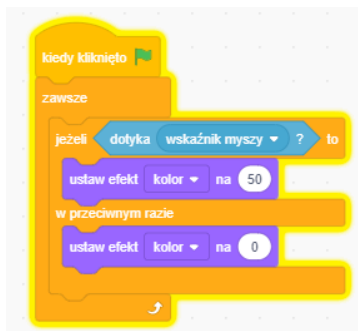 kiedy kliknięto
zawsze
jeżeli dotyka wskaźnik myszy ? to
ustaw efekt kolor na 50
w przeciwnym razie
ustaw efekt kolor na 0